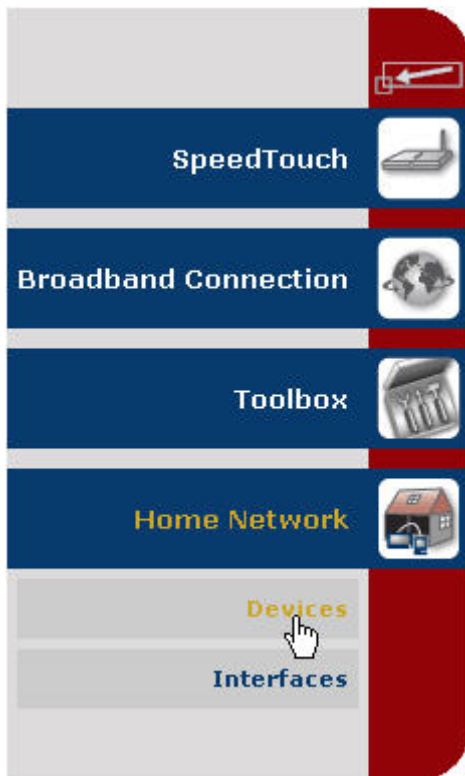 SpeedTouch
Broadband Connection
Toolbox
Home Network
Devices
Interfaces